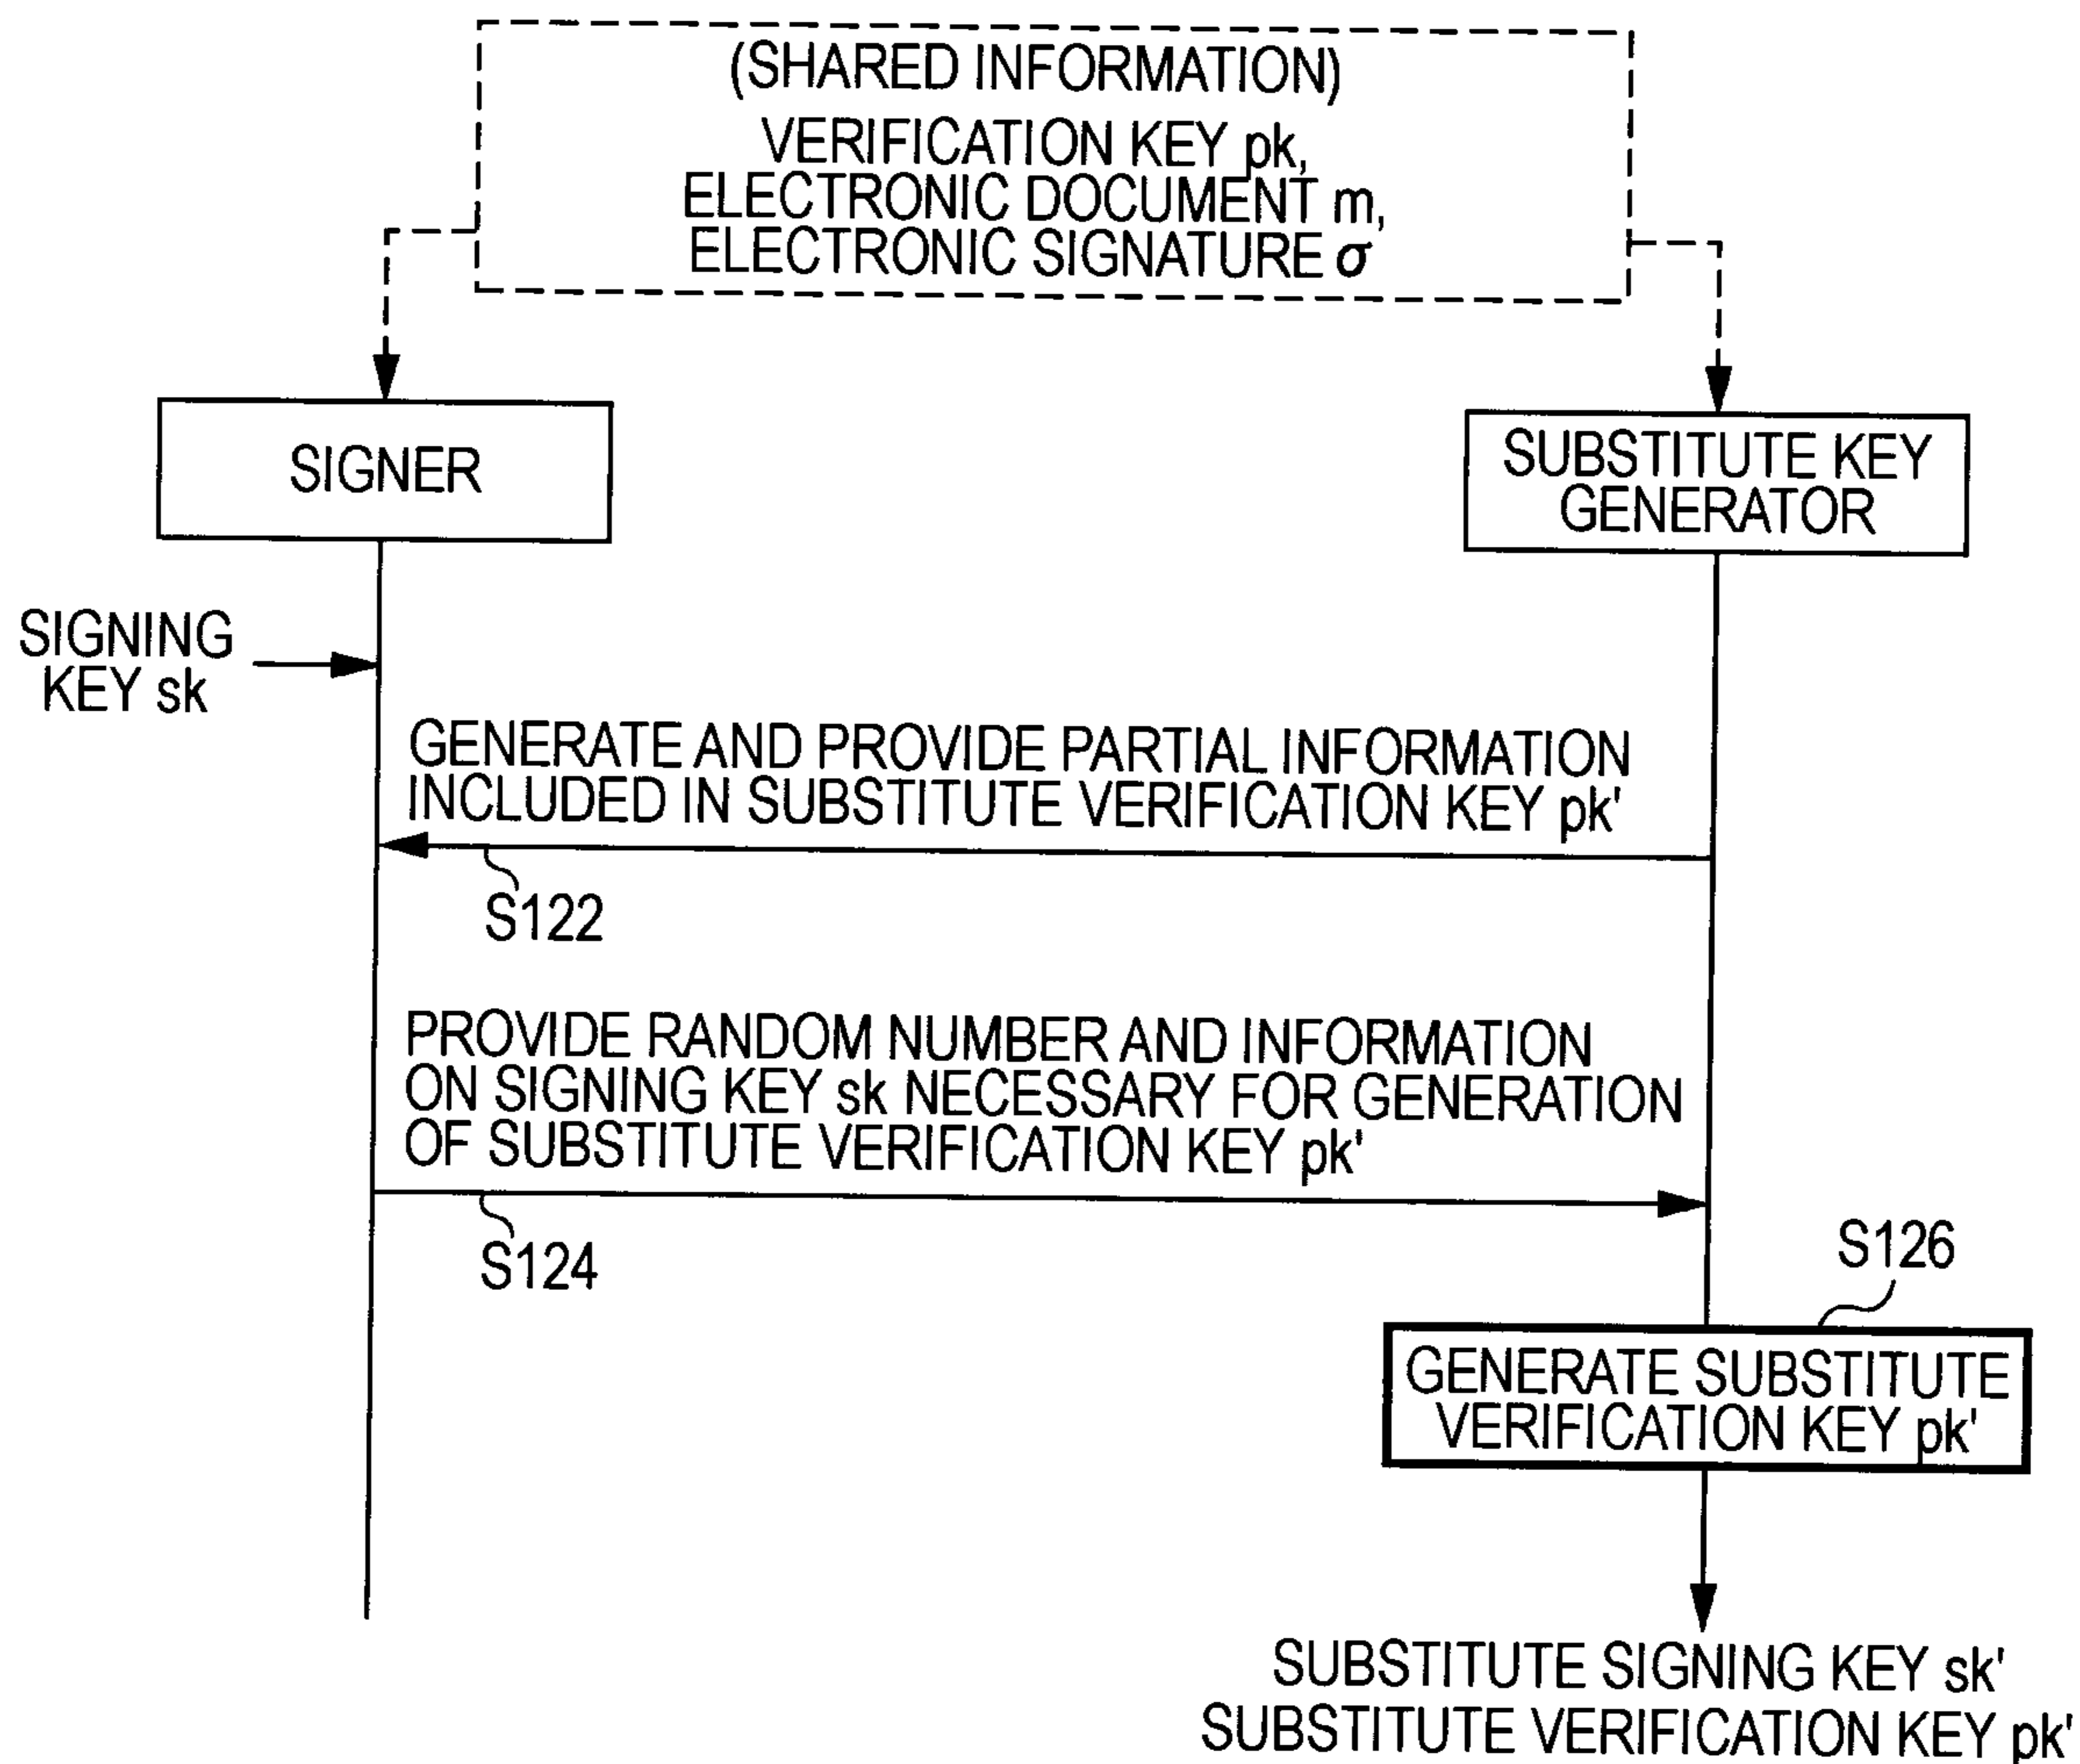 (SHARED INFORMATION)
VERIFICATION KEY pk,
ELECTRONIC DOCUMENT m,
ELECTRONIC SIGNATURE σ
SIGNER
SUBSTITUTE KEY
GENERATOR
SIGNING
KEY sk
GENERATE AND PROVIDE PARTIAL INFORMATION
INCLUDED IN SUBSTITUTE VERIFICATION KEY pk'
S122
PROVIDE RANDOM NUMBER AND INFORMATION
ON SIGNING KEY sk NECESSARY FOR GENERATION
OF SUBSTITUTE VERIFICATION KEY pk'
S124
S126
GENERATE SUBSTITUTE
VERIFICATION KEY pk'
SUBSTITUTE SIGNING KEY sk'
SUBSTITUTE VERIFICATION KEY pk'